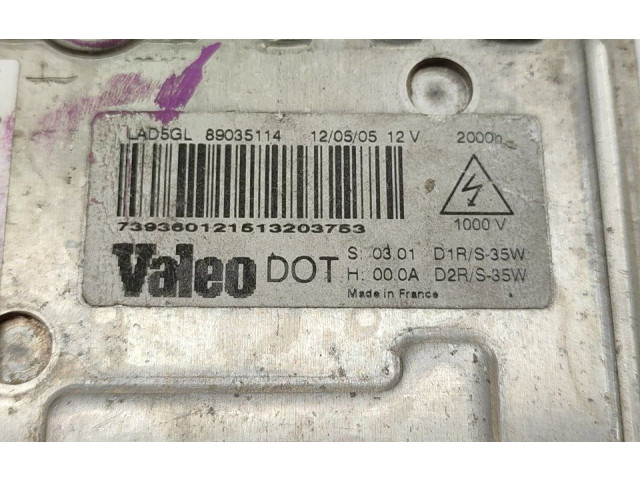 LAD5GL 89035114 12/05/05 12 V 2000h
739360121513203753
1000 V
Valeo DOT S: 03.01 D1R/S-35W
H: 00.0A D2R/S-35W
Made in France